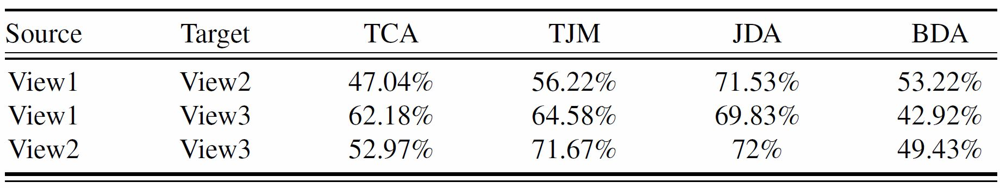 Source Target TCA TJM JDA BDA
View1 View2 47.04% 56.22% 71.53% 53.22%
View1 View3 62.18% 64.58% 69.83% 42.92%
View2 View3 52.97% 71.67% 72% 49.43%